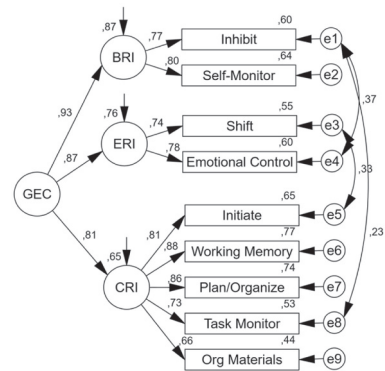 ,87
,60
,77
Inhibit
e1
BRI
,64
,80
Self-Monitor
e2
,37
,93
,76
,55
,74
Shift
e3
ERI
,60
,78
Emotional Control
e4
,87
,33
GEC
,65
Initiate
e5
,81
,81
,77
,23
,88
Working Memory
e6
,65
,74
CRI
,86
Plan/Organize
e7
,53
,73
Task Monitor
e8
,44
,66
Org Materials
e9